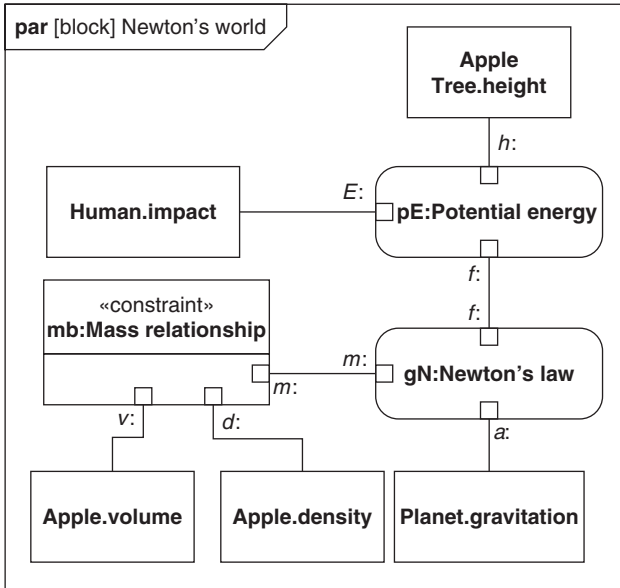 par [block] Newton's world
Apple
Tree.height
h:
Human.impact
E:
pE:Potential energy
f:
«constraint»
mb:Mass relationship
f:
m:
m:
gN:Newton's law
v:
d:
a:
Apple.volume
Apple.density
Planet.gravitation